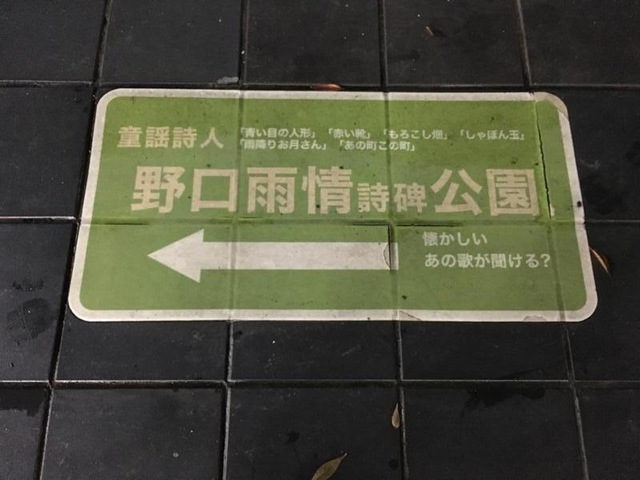 童謡詩人
「青い目の人形」「赤い靴」「もろこし畑」「しゃぼん玉」
「雨降りお月さん」「あの町この町」
野口雨情詩碑公園
懐かしい
あの歌が聞ける?